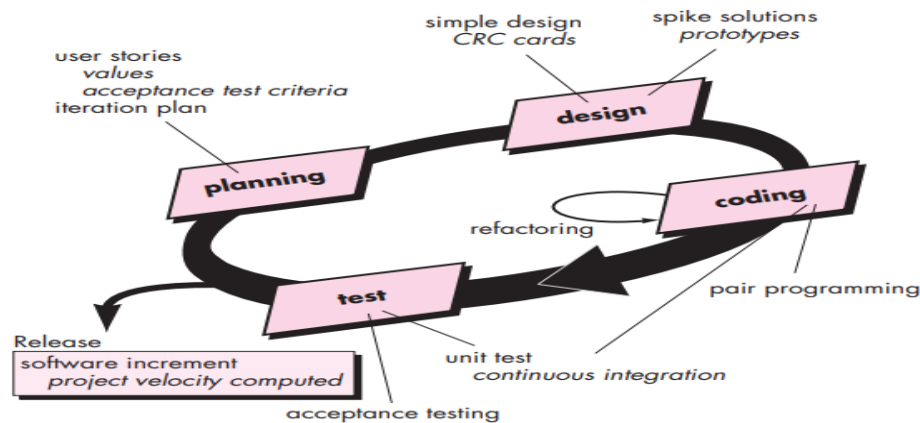 simple design
CRC cards
spike solutions
prototypes
user stories
values
acceptance test criteria
iteration plan
design
planning
coding
refactoring
test
pair programming
Release
software increment
project velocity computed
unit test
continuous integration
acceptance testing